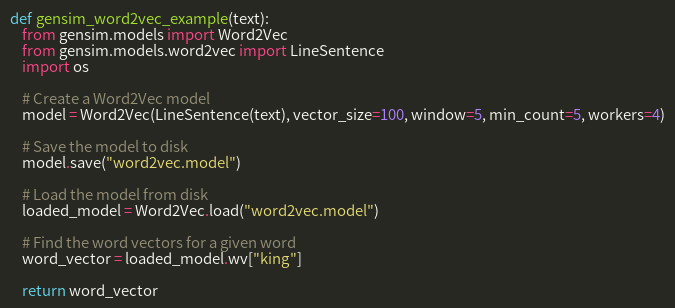 def gensim_word2vec_example(text):
    from gensim.models import Word2Vec
    from gensim.models.word2vec import LineSentence
    import os

    # Create a Word2Vec model
    model = Word2Vec(LineSentence(text), vector_size=100, window=5, min_count=5, workers=4)

    # Save the model to disk
    model.save("word2vec.model")

    # Load the model from disk
    loaded_model = Word2Vec.load("word2vec.model")

    # Find the word vectors for a given word
    word_vector = loaded_model.wv["king"]

    return word_vector